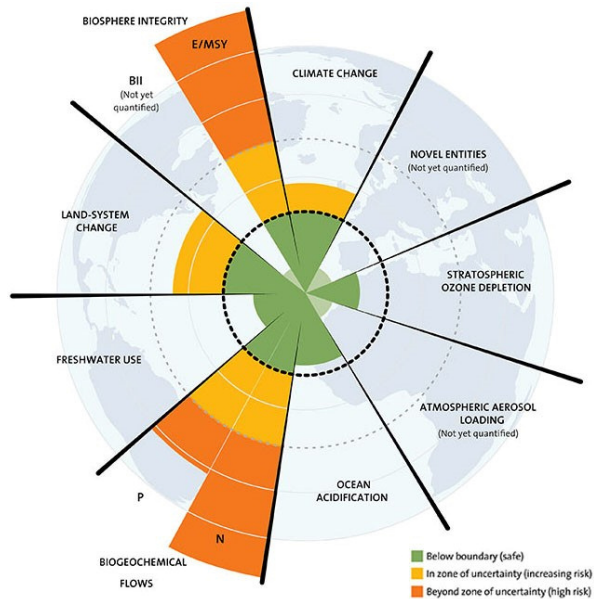 BIOSPHERE INTEGRITY
E/MSY
BII
(Not yet
quantified)
CLIMATE CHANGE
NOVEL ENTITIES
(Not yet quantified)
LAND-SYSTEM
CHANGE
STRATOSPHERIC
OZONE DEPLETION
FRESHWATER USE
ATMOSPHERIC AEROSOL
LOADING
(Not yet quantified)
P
OCEAN
ACIDIFICATION
N
BIOGEOCHEMICAL
FLOWS
Below boundary (safe)
In zone of uncertainty (increasing risk)
Beyond zone of uncertainty (high risk)